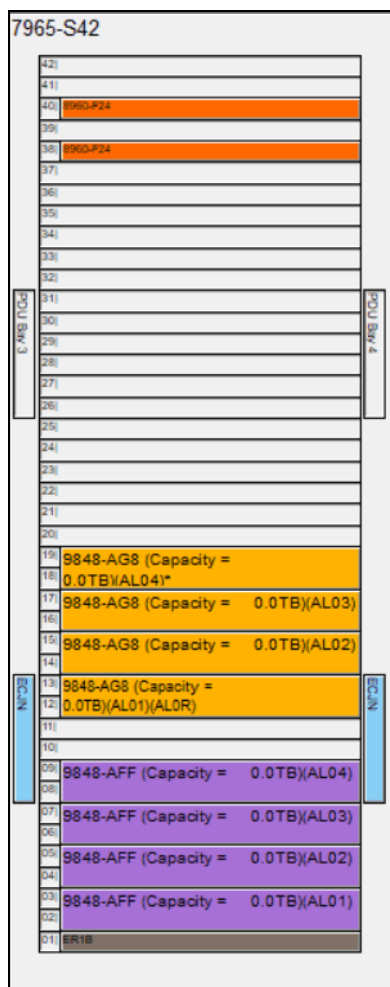 7965-S42
42|
41|
40| 8960-F24
39|
38| 8960-F24
37|
36|
35|
34|
33|
32|
31|
PDU Bay 3
PDU Bay 4
30|
29|
28|
27|
26|
25|
24|
23|
22|
21|
20|
19| 9848-AG8 (Capacity =
18| 0.0TB)(AL04)*
17| 9848-AG8 (Capacity = 0.0TB)(AL03)
16|
15| 9848-AG8 (Capacity = 0.0TB)(AL02)
14|
ECJN
ECJN
13| 9848-AG8 (Capacity =
12| 0.0TB)(AL01)(AL0R)
11|
10|
09| 9848-AFF (Capacity = 0.0TB)(AL04)
08|
07| 9848-AFF (Capacity = 0.0TB)(AL03)
06|
05| 9848-AFF (Capacity = 0.0TB)(AL02)
04|
03| 9848-AFF (Capacity = 0.0TB)(AL01)
02|
01| ER1B